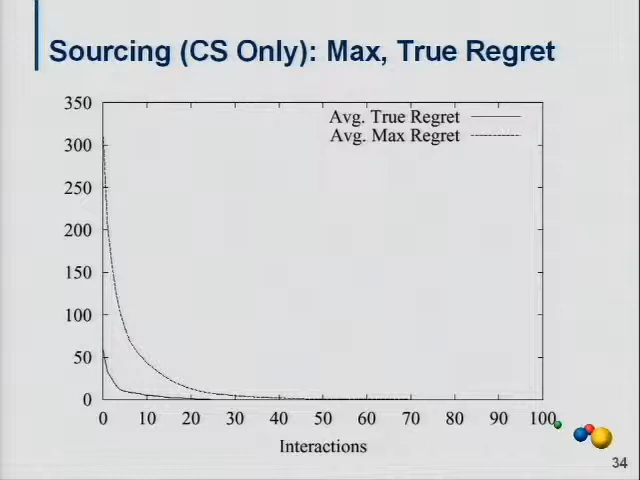 Sourcing (CS Only): Max, True Regret
350
300
250
200
150
100
50
0
Avg. True Regret
Avg. Max Regret
0 10 20 30 40 50 60 70 80 90 100
Interactions
34